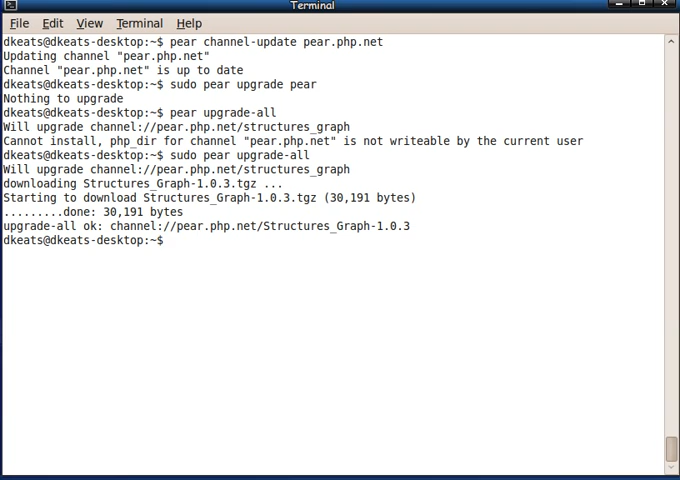 Terminal
File Edit View Terminal Help
dkeats@dkeats-desktop:~$ pear channel-update pear.php.net
Updating channel "pear.php.net"
Channel "pear.php.net" is up to date
dkeats@dkeats-desktop:~$ sudo pear upgrade pear
Nothing to upgrade
dkeats@dkeats-desktop:~$ pear upgrade-all
Will upgrade channel://pear.php.net/structures_graph
Cannot install, php_dir for channel "pear.php.net" is not writeable by the current user
dkeats@dkeats-desktop:~$ sudo pear upgrade-all
Will upgrade channel://pear.php.net/structures_graph
downloading Structures_Graph-1.0.3.tgz ...
Starting to download Structures_Graph-1.0.3.tgz (30,191 bytes)
.........done: 30,191 bytes
upgrade-all ok: channel://pear.php.net/Structures_Graph-1.0.3
dkeats@dkeats-desktop:~$